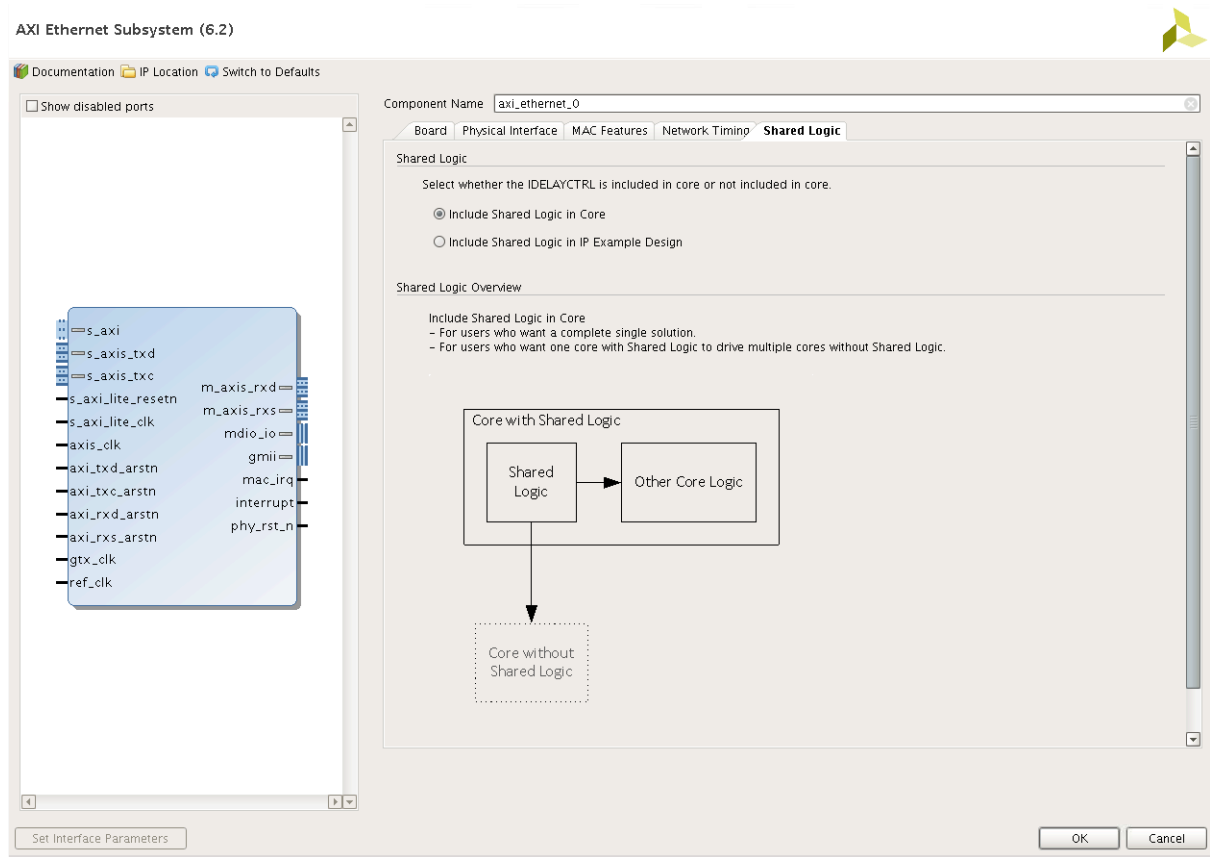 AXI Ethernet Subsystem (6.2)
Documentation IP Location Switch to Defaults
Show disabled ports
s_axi
s_axis_txd
s_axis_txc
s_axi_lite_resetn
s_axi_lite_clk
axis_clk
axi_txd_arstn
axi_txc_arstn
axi_rxd_arstn
axi_rxs_arstn
gtx_clk
ref_clk
m_axis_rxd
m_axis_rxs
mdio_io
gmii
mac_irq
interrupt
phy_rst_n
Component Name axi_ethernet_0
Board Physical Interface MAC Features Network Timing Shared Logic
Shared Logic
Select whether the IDELAYCTRL is included in core or not included in core.
Include Shared Logic in Core
Include Shared Logic in IP Example Design
Shared Logic Overview
Include Shared Logic in Core
- For users who want a complete single solution.
- For users who want one core with Shared Logic to drive multiple cores without Shared Logic.
Core with Shared Logic
Shared
Logic
Other Core Logic
Core without
Shared Logic
Set Interface Parameters
OK Cancel